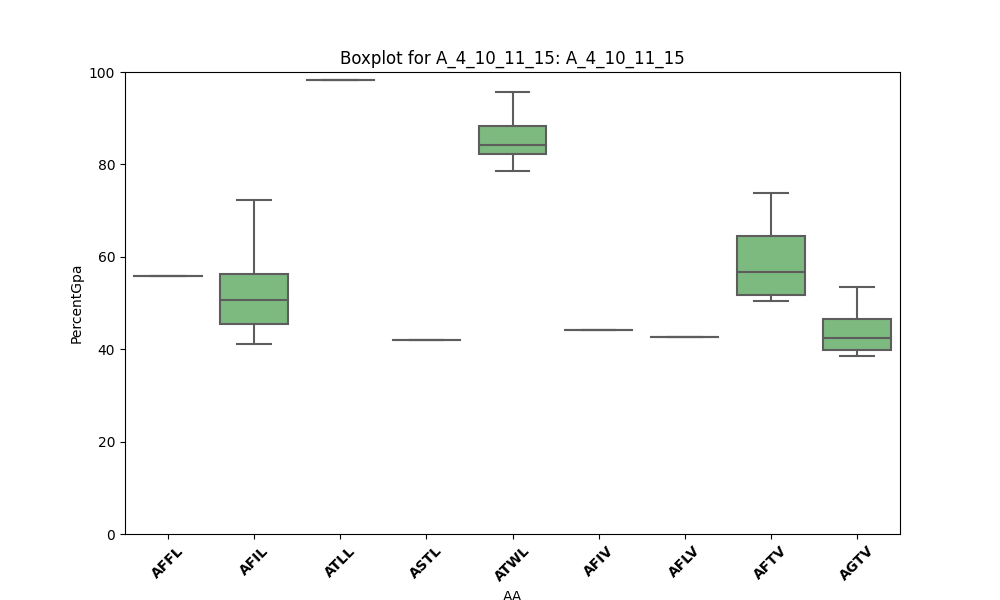 Boxplot for A_4_10_11_15: A_4_10_11_15
PercentGpa
100
80
60
40
20
0
AFFL
AFIL
ATLL
ASTL
ATWL
AFIV
AFLV
AFTV
AGTV
AA